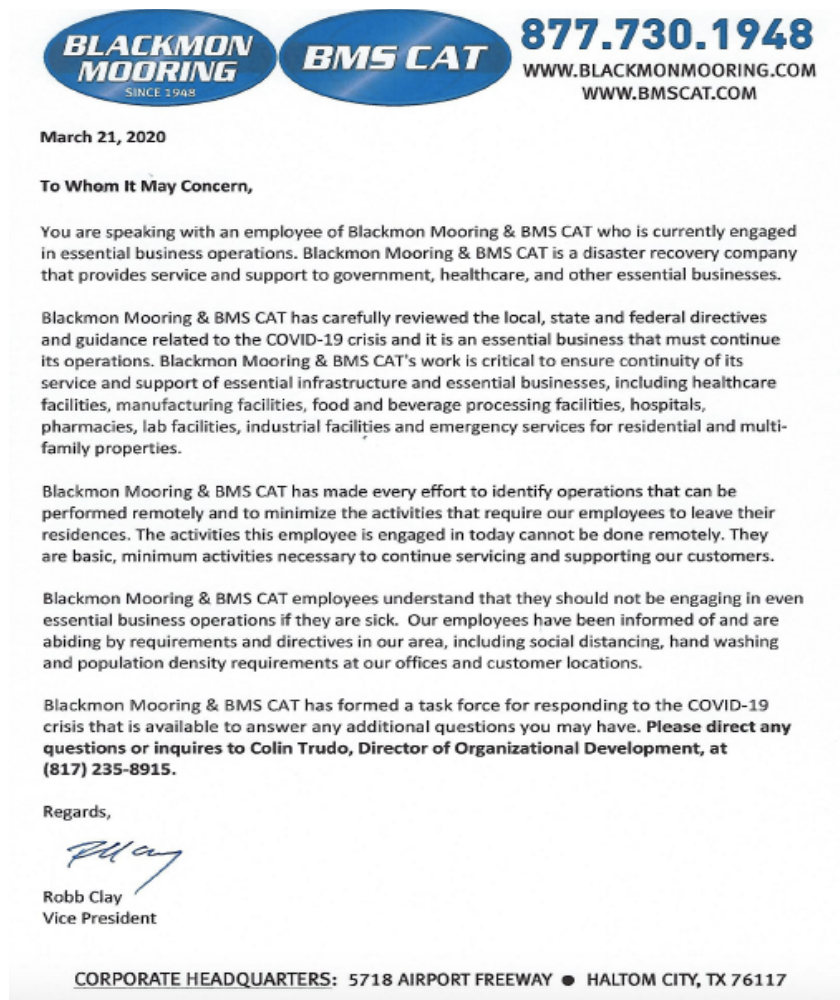 BLACKMON
MOORING
SINCE 1948
BMS CAT
877.730.1948
WWW.BLACKMONMOORING.COM
WWW.BMSCAT.COM
March 21, 2020
To Whom It May Concern,
You are speaking with an employee of Blackmon Mooring & BMS CAT who is currently engaged
in essential business operations. Blackmon Mooring & BMS CAT is a disaster recovery company
that provides service and support to government, healthcare, and other essential businesses.
Blackmon Mooring & BMS CAT has carefully reviewed the local, state and federal directives
and guidance related to the COVID-19 crisis and it is an essential business that must continue
its operations. Blackmon Mooring & BMS CAT's work is critical to ensure continuity of its
service and support of essential infrastructure and essential businesses, including healthcare
facilities, manufacturing facilities, food and beverage processing facilities, hospitals,
pharmacies, lab facilities, industrial facilities and emergency services for residential and multi-
family properties.
Blackmon Mooring & BMS CAT has made every effort to identify operations that can be
performed remotely and to minimize the activities that require our employees to leave their
residences. The activities this employee is engaged in today cannot be done remotely. They
are basic, minimum activities necessary to continue servicing and supporting our customers.
Blackmon Mooring & BMS CAT employees understand that they should not be engaging in even
essential business operations if they are sick. Our employees have been informed of and are
abiding by requirements and directives in our area, including social distancing, hand washing
and population density requirements at our offices and customer locations.
Blackmon Mooring & BMS CAT has formed a task force for responding to the COVID-19
crisis that is available to answer any additional questions you may have. Please direct any
questions or inquires to Colin Trudo, Director of Organizational Development, at
(817) 235-8915.
Regards,
Robb Clay
Vice President
CORPORATE HEADQUARTERS: 5718 AIRPORT FREEWAY ● HALTOM CITY, TX 76117